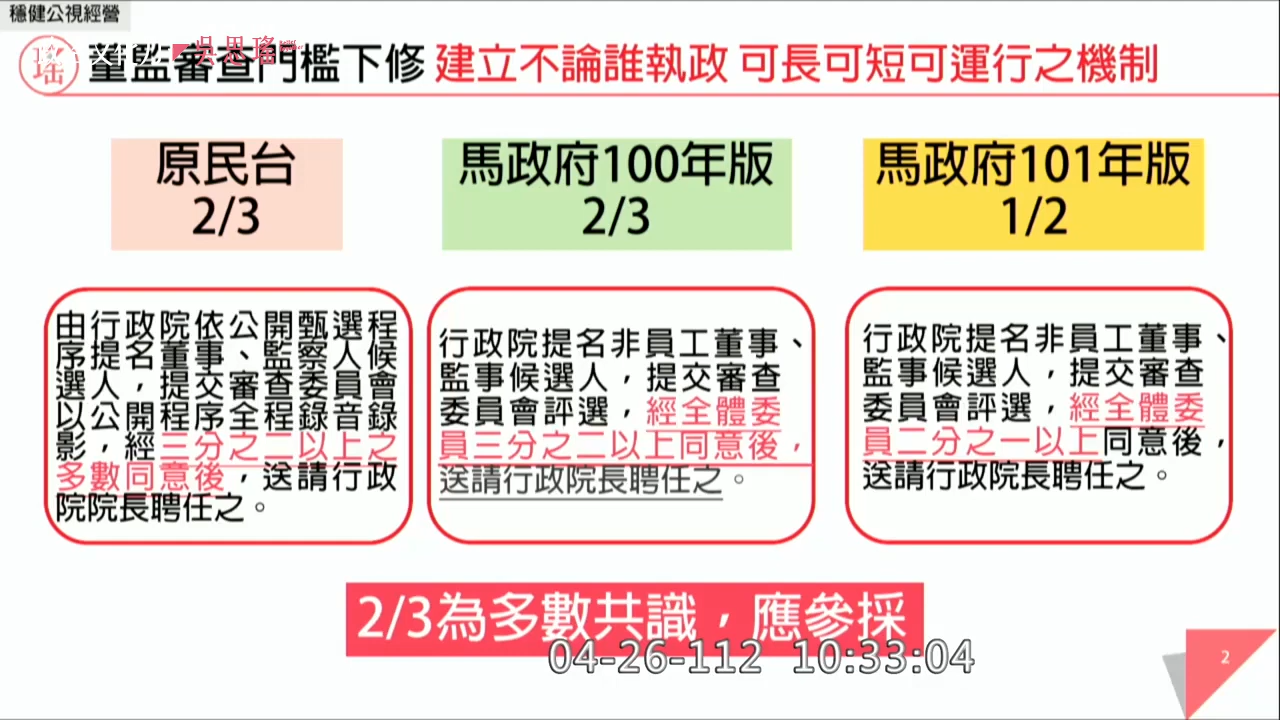 穩健公視經營
吳思瑤
瑤
董監審查門檻下修 建立不論誰執政 可長可短可運行之機制
原民台
2/3
由行政院依公開甄選程
序提名董事、監察人候
選人，提交審查委員會
以公開程序全程錄音錄
影，經三分之二以上之
多數同意後，送請行政
院院長聘任之。
馬政府100年版
2/3
行政院提名非員工董事、
監事候選人，提交審查
委員會評選，經全體委
員三分之二以上同意後，
送請行政院長聘任之。
馬政府101年版
1/2
行政院提名非員工董事、
監事候選人，提交審查
委員會評選，經全體委
員二分之一以上同意後，
送請行政院長聘任之。
2/3為多數共識，應參採
04-26-112 10:33:04
2